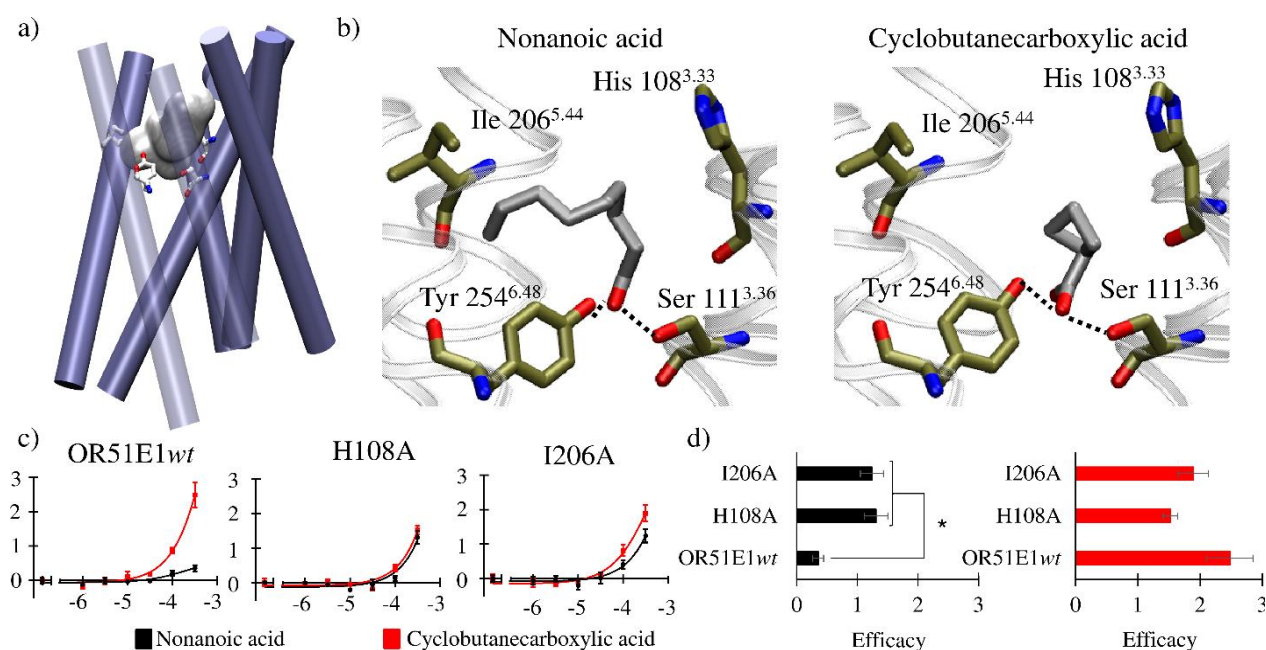 a)
b)
Nonanoic acid
Cyclobutanecarboxylic acid
His 108^3.33
His 108^3.33
Ile 206^5.44
Ile 206^5.44
Tyr 254^6.48
Ser 111^3.36
Tyr 254^6.48
Ser 111^3.36
c)
OR51E1wt
H108A
I206A
3
2
1
0
-6 -5 -4 -3
3
2
1
0
-6 -5 -4 -3
3
2
1
0
-6 -5 -4 -3
Nonanoic acid
Cyclobutanecarboxylic acid
d)
I206A
H108A
OR51E1wt
*
0 1 2 3
Efficacy
I206A
H108A
OR51E1wt
0 1 2 3
Efficacy